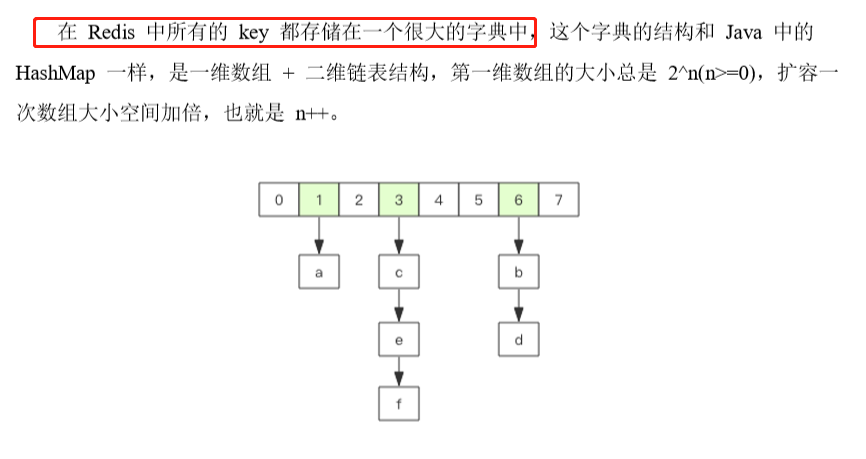 在 Redis 中所有的 key 都存储在一个很大的字典中，这个字典的结构和 Java 中的
HashMap 一样，是一维数组 + 二维链表结构，第一维数组的大小总是 2^n(n>=0)，扩容一
次数组大小空间加倍，也就是 n++。
0 1 2 3 4 5 6 7
a c b
e d
f